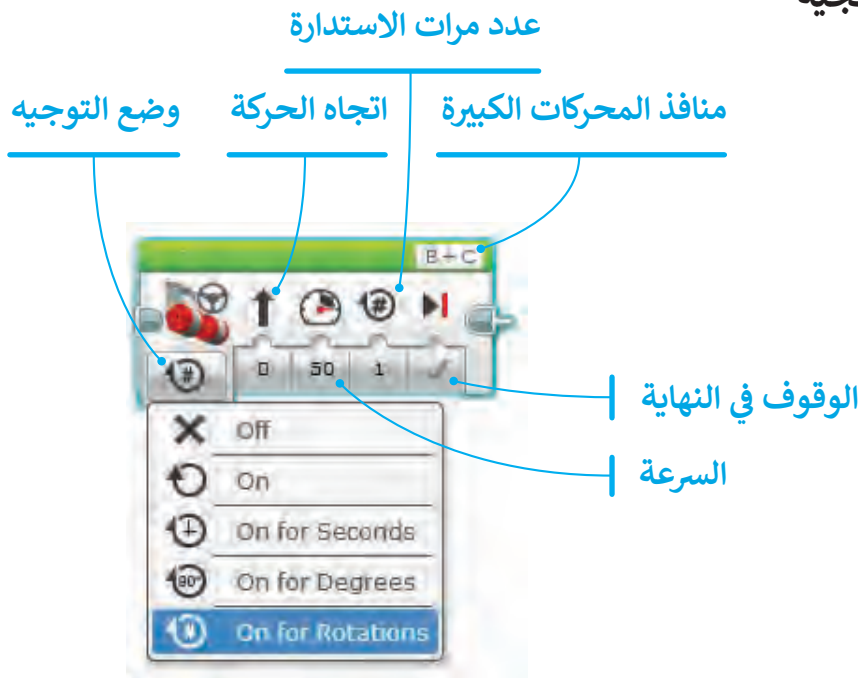 عدد مرات الاستدارة
منافذ المحركات الكبيرة
اتجاه الحركة
وضع التوجيه
B+C
#
# 0 50 1
الوقوف في النهاية
السرعة
Off
On
On for Seconds
90° On for Degrees
# On for Rotations